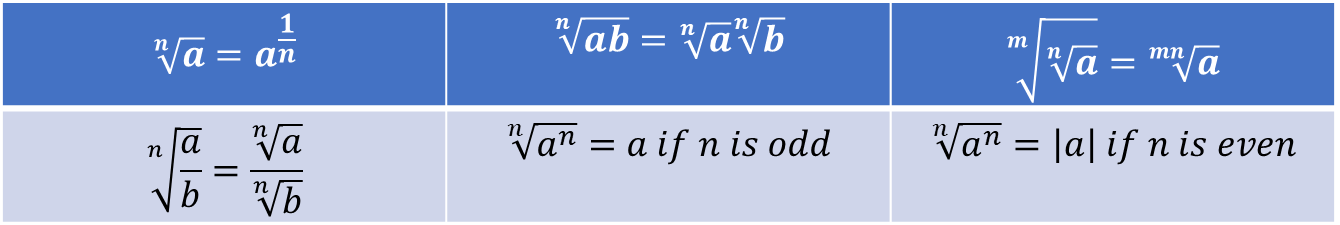 ⁿ√a = a^(1/n)
ⁿ√ab = ⁿ√a ⁿ√b
ᵐ√ⁿ√a = ᵐⁿ√a
ⁿ√(a/b) = ⁿ√a / ⁿ√b
ⁿ√aⁿ = a if n is odd
ⁿ√aⁿ = |a| if n is even